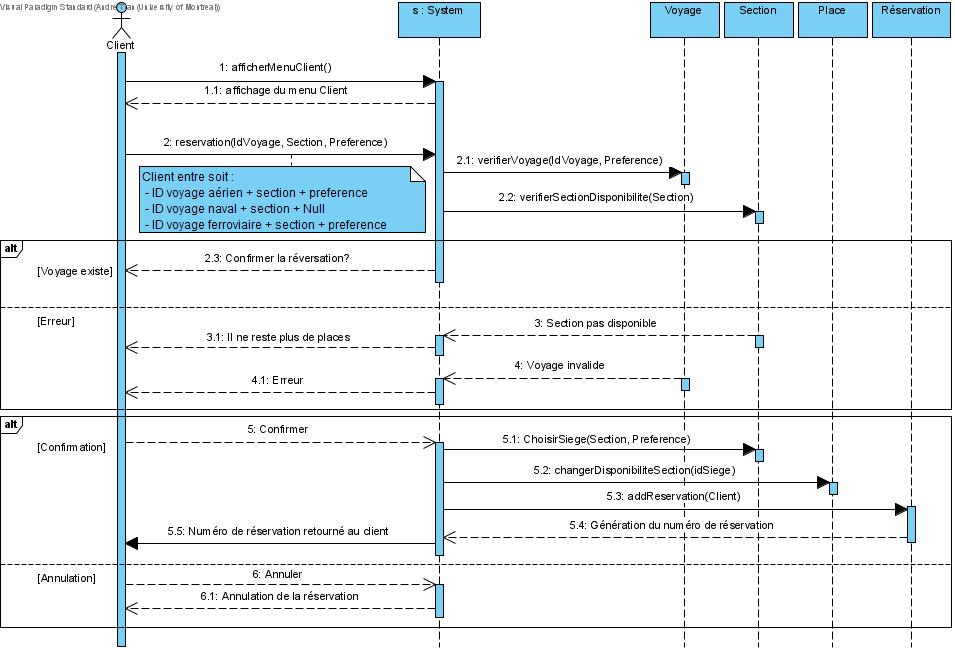 Visual Paradigm Standard (Andre Tran (University of Montreal))
s : System
Voyage
Section
Place
Réservation
Client
1: afficherMenuClient()
1.1: affichage du menu Client
2: reservation(IdVoyage, Section, Preference)
2.1: verifierVoyage(IdVoyage, Preference)
Client entre soit :
- ID voyage aérien + section + preference
- ID voyage naval + section + Null
- ID voyage ferroviaire + section + preference
2.2: verifierSectionDisponibilite(Section)
alt
[Voyage existe]
2.3: Confirmer la réversation?
[Erreur]
3: Section pas disponible
3.1: Il ne reste plus de places
4: Voyage invalide
4.1: Erreur
alt
[Confirmation]
5: Confirmer
5.1: ChoisirSiege(Section, Preference)
5.2: changerDisponibiliteSection(idSiege)
5.3: addReservation(Client)
5.4: Génération du numéro de réservation
5.5: Numéro de réservation retourné au client
[Annulation]
6: Annuler
6.1: Annulation de la réservation